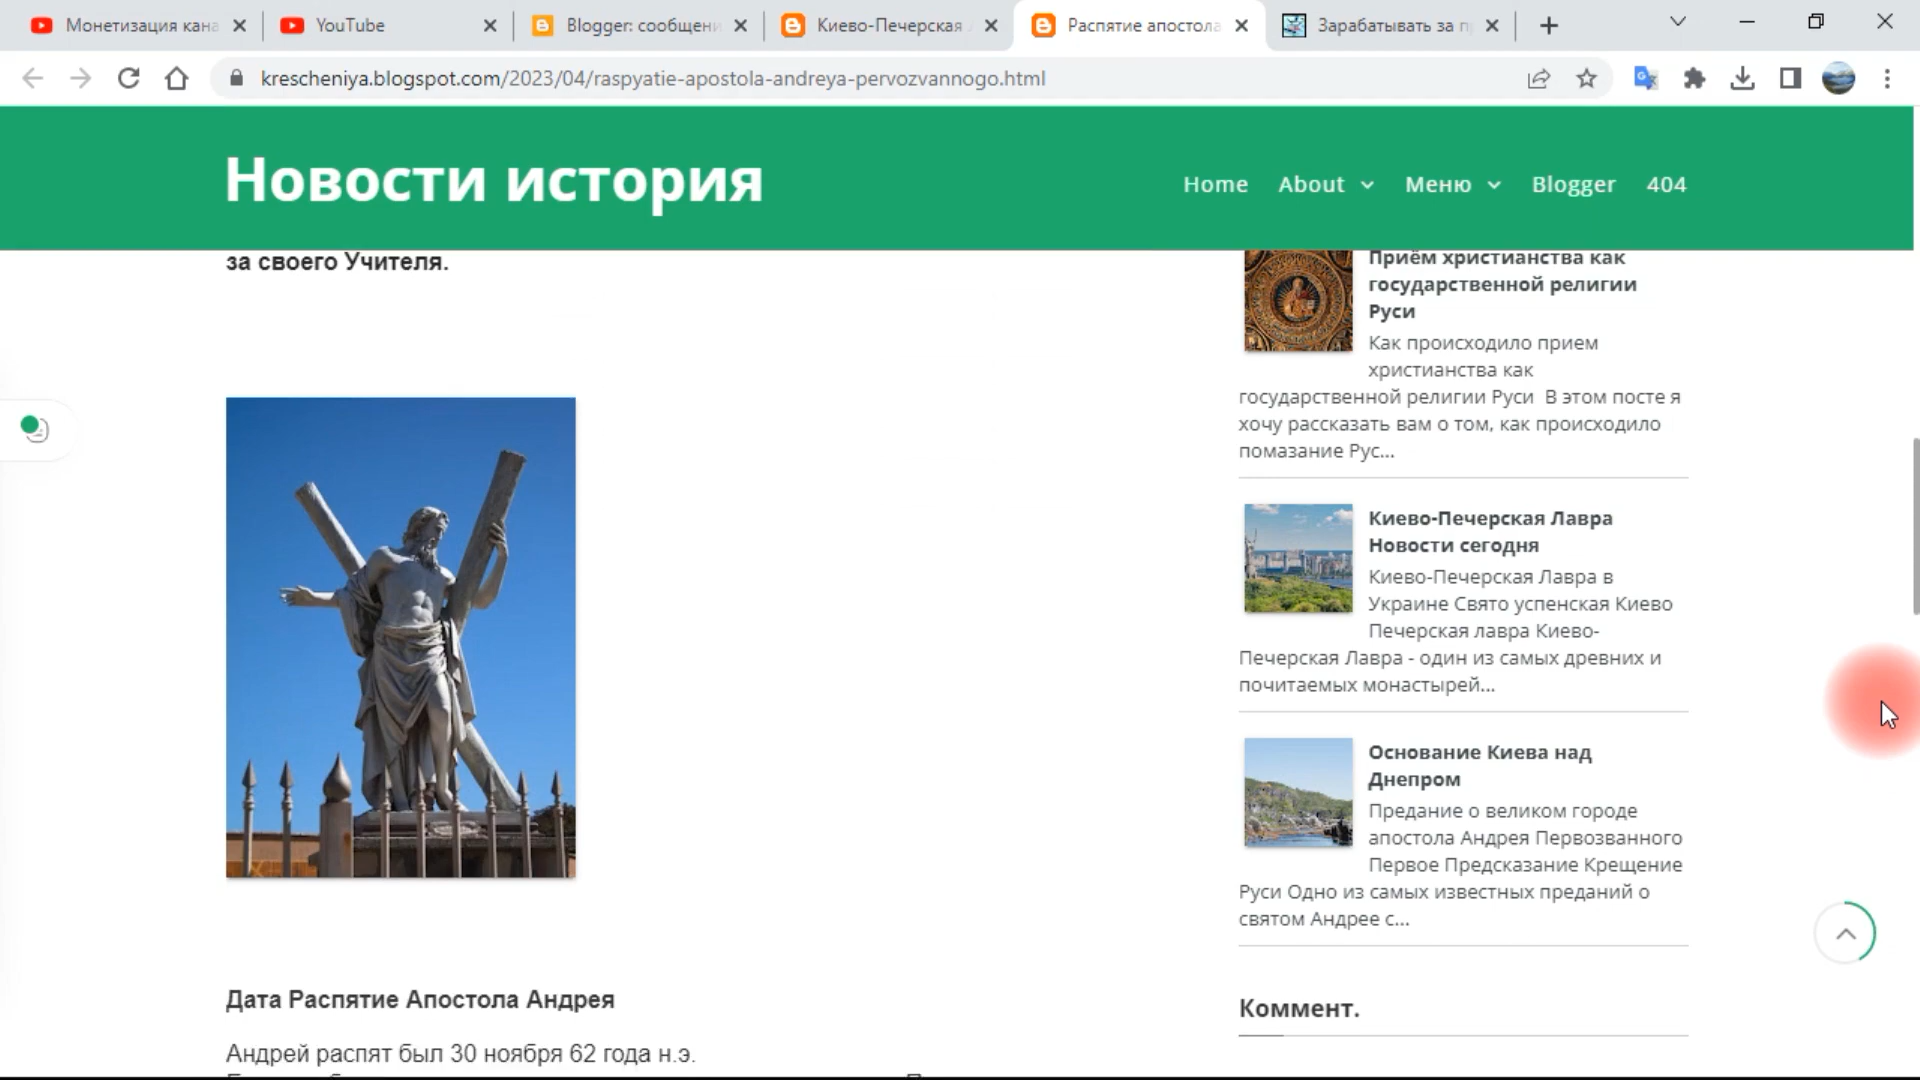 Монетизация кана
YouTube
Blogger: сообщени
Киево-Печерская
Распятие апостола
Зарабатывать за п
krescheniya.blogspot.com/2023/04/raspyatie-apostola-andreya-pervozvannogo.html
Новости история
Home
About
Меню
Blogger
404
за своего Учителя.
Дата Распятие Апостола Андрея
Андрей распят был 30 ноября 62 года н.э.
Приём христианства как
государственной религии
Руси
Как происходило прием
христианства как
государственной религии Руси В этом посте я
хочу рассказать вам о том, как происходило
помазание Рус...
Киево-Печерская Лавра
Новости сегодня
Киево-Печерская Лавра в
Украине Свято успенская Киево
Печерская лавра Киево-
Печерская Лавра - один из самых древних и
почитаемых монастырей...
Основание Киева над
Днепром
Предание о великом городе
апостола Андрея Первозванного
Первое Предсказание Крещение
Руси Одно из самых известных преданий о
святом Андрее с...
Коммент.